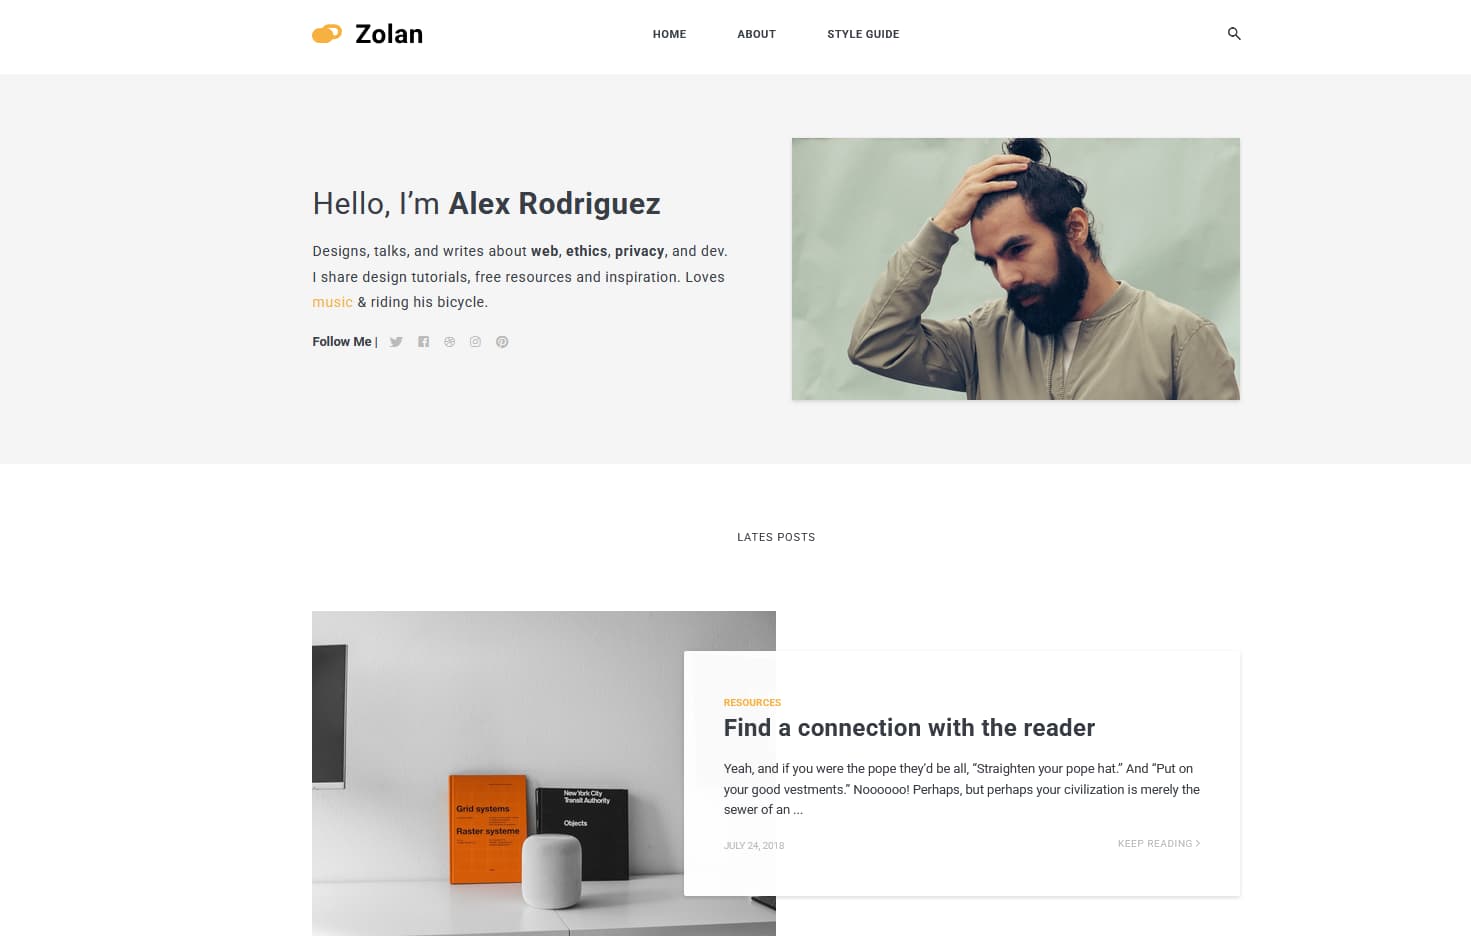 Zolan
HOME
ABOUT
STYLE GUIDE
Hello, I’m Alex Rodriguez
Designs, talks, and writes about web, ethics, privacy, and dev.
I share design tutorials, free resources and inspiration. Loves
music & riding his bicycle.
Follow Me |
LATES POSTS
Grid systems
Raster systeme
New York City
Transit Authority
Objects
RESOURCES
Find a connection with the reader
Yeah, and if you were the pope they’d be all, “Straighten your pope hat.” And “Put on
your good vestments.” Noooooo! Perhaps, but perhaps your civilization is merely the
sewer of an ...
JULY 24, 2018
KEEP READING >